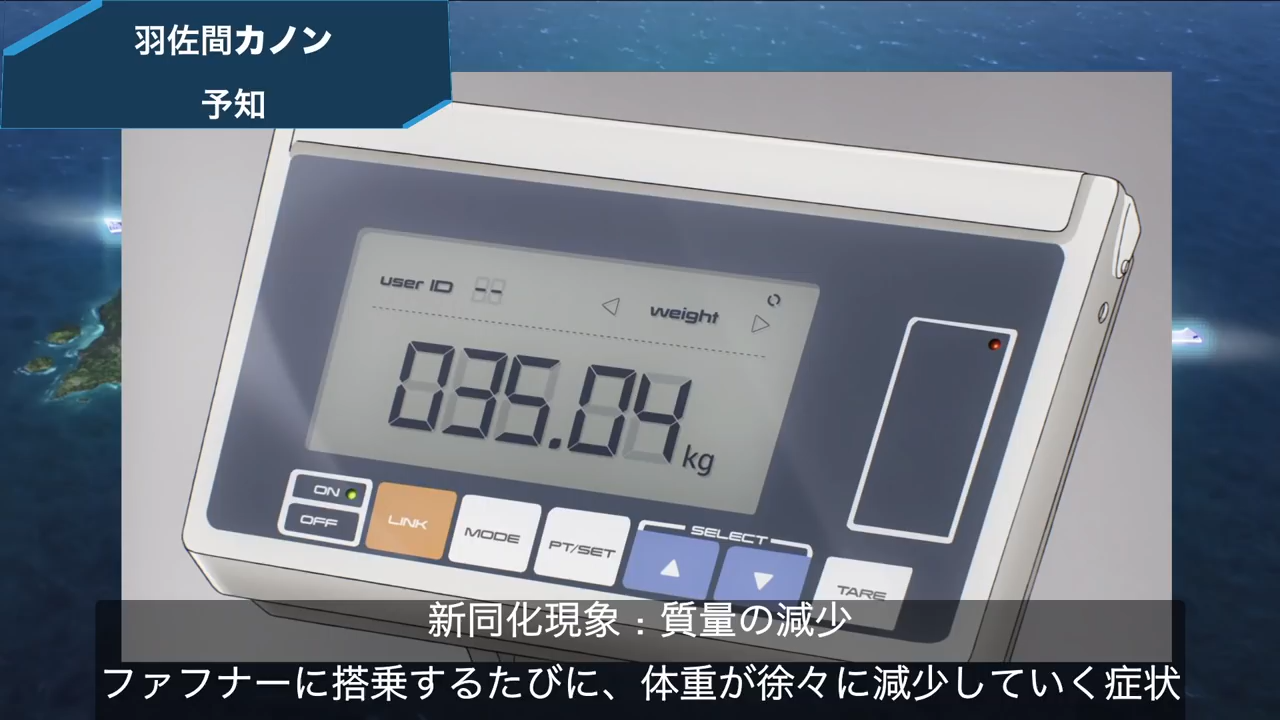 羽佐間カノン
予知
user ID --
weight
035.04 kg
ON
OFF
LINK
MODE
PT/SET
SELECT
TARE
新同化現象：質量の減少
ファフナーに搭乗するたびに、体重が徐々に減少していく症状